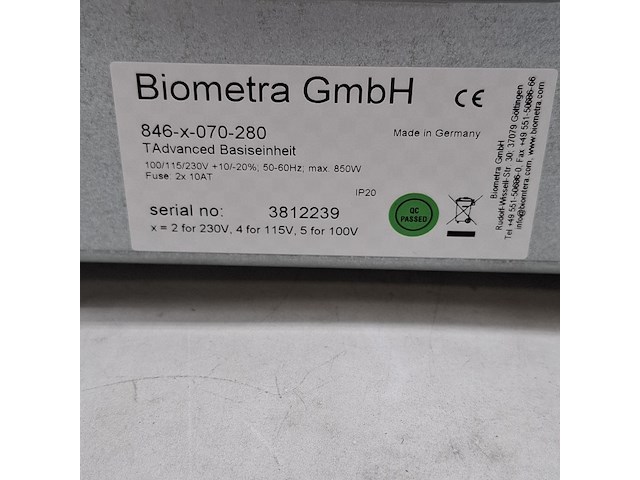 Biometra GmbH
CE
846-x-070-280
TAdvanced Basiseinheit
Made in Germany
100/115/230V +10/-20%; 50-60Hz; max. 850W
Fuse: 2x 10AT
IP20
serial no: 3812239
QC
PASSED
x = 2 for 230V, 4 for 115V, 5 for 100V
Biometra GmbH
Rudolf-Wissell-Str. 30, 37079 Göttingen
Tel +49 551-50686-0, Fax +49 551-50686-66
info@biomtera.com / www.biometra.com